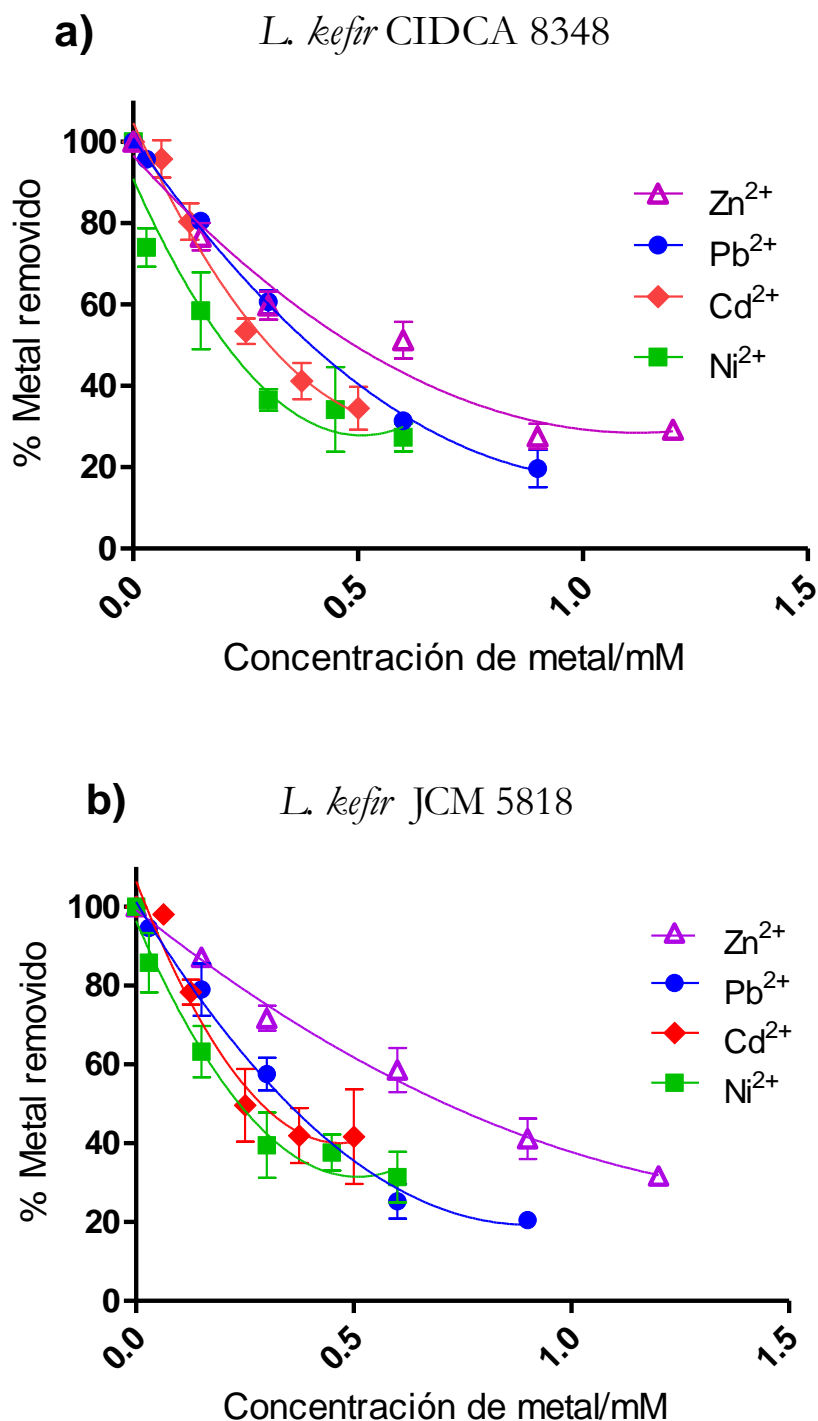 a)
L. kefir CIDCA 8348
100
80
60
40
20
0
% Metal removido
Zn2+
Pb2+
Cd2+
Ni2+
0.0
0.5
1.0
1.5
Concentración de metal/mM
b)
L. kefir JCM 5818
100
80
60
40
20
0
% Metal removido
Zn2+
Pb2+
Cd2+
Ni2+
0.0
0.5
1.0
1.5
Concentración de metal/mM